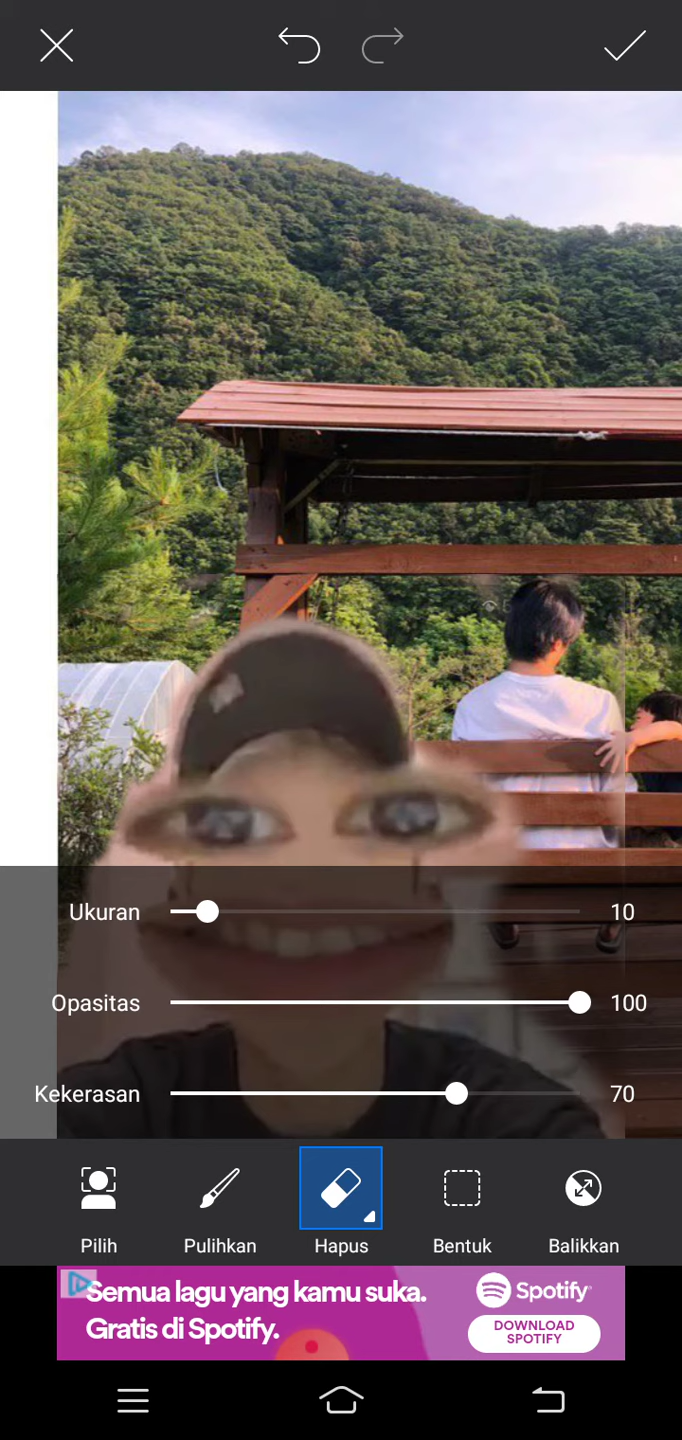 Ukuran 10
Opasitas 100
Kekerasan 70
Pilih Pulihkan Hapus Bentuk Balikkan
Semua lagu yang kamu suka.
Gratis di Spotify.
Spotify
DOWNLOAD
SPOTIFY